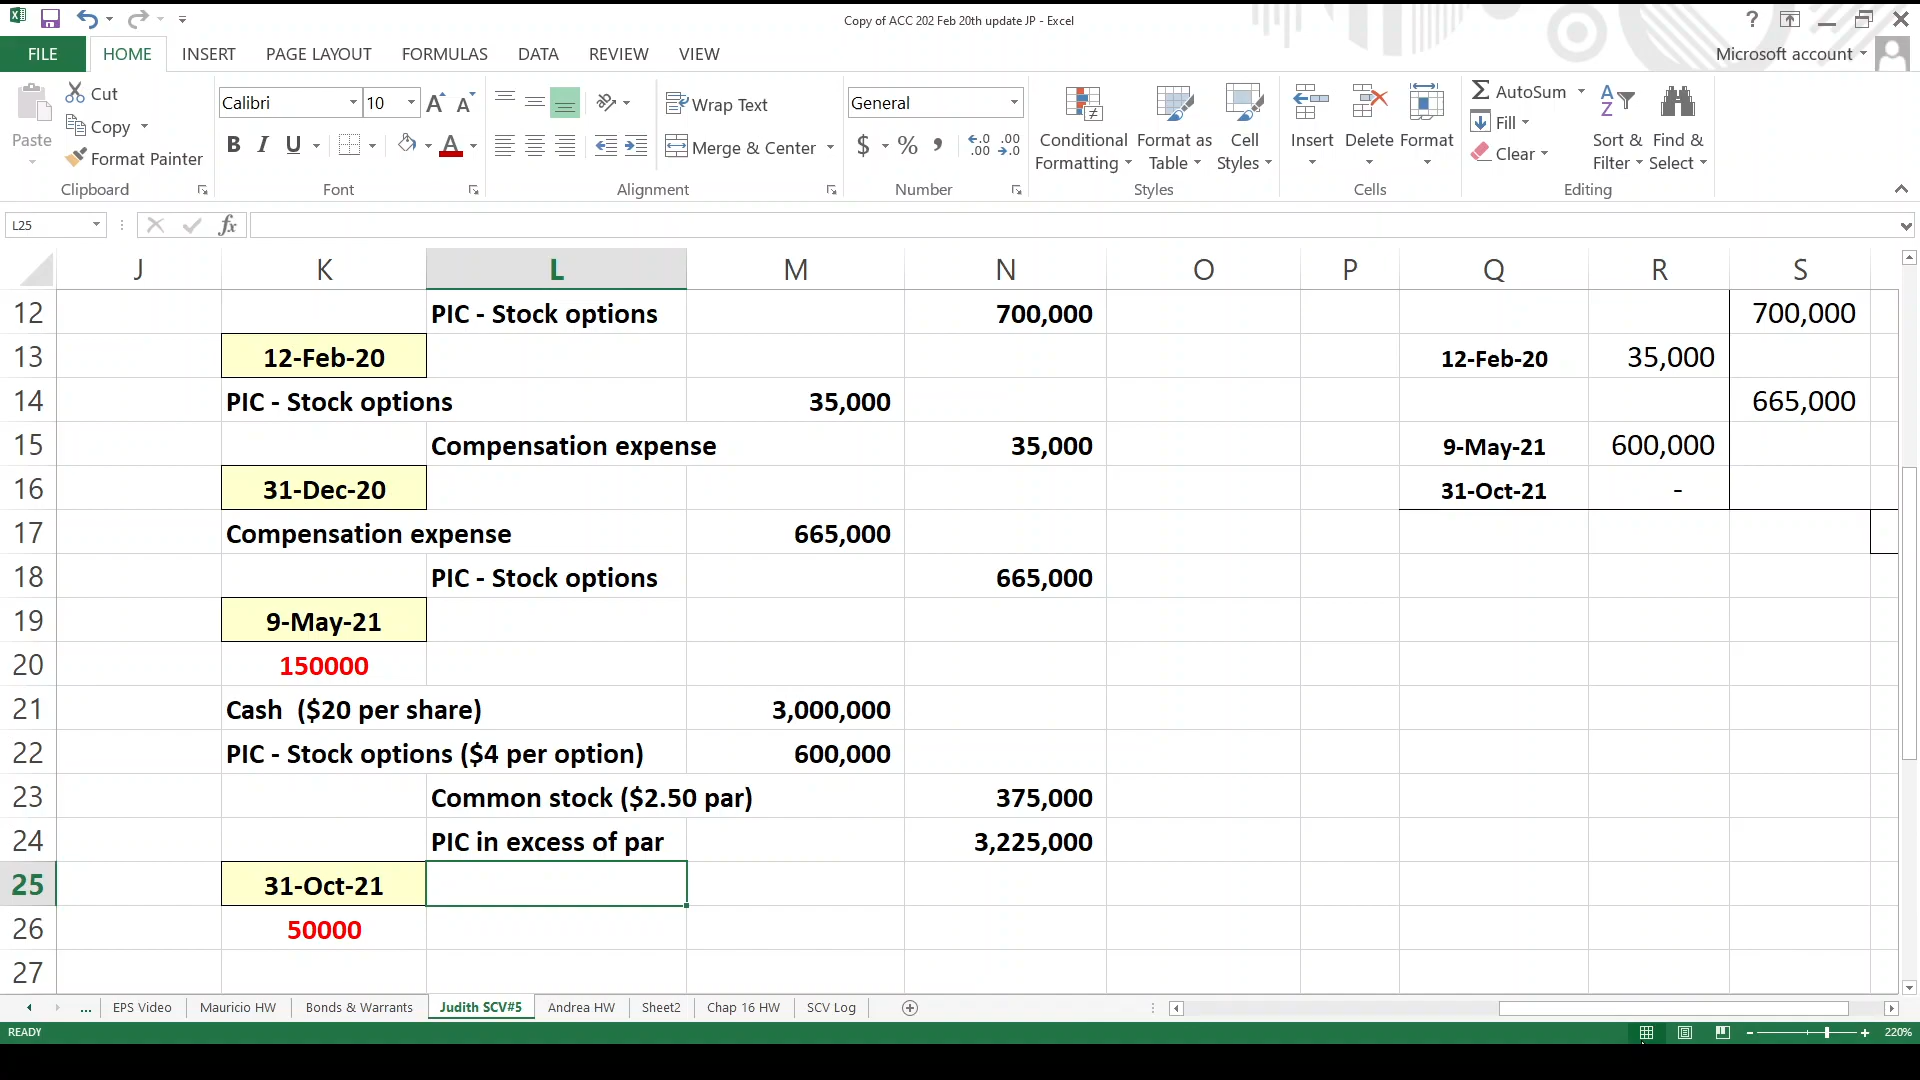 Copy of ACC 202 Feb 20th update JP - Excel
?
FILE HOME INSERT PAGE LAYOUT FORMULAS DATA REVIEW VIEW Microsoft account
Paste
Cut
Copy
Format Painter
Clipboard
Calibri 10
B I U
Font
Wrap Text
Merge & Center
Alignment
General
$ % ,
Number
Conditional Formatting
Format as Table
Cell Styles
Styles
Insert Delete Format
Cells
AutoSum
Fill
Clear
Sort & Filter
Find & Select
Editing
L25 fx
J K L M N O P Q R S
12 PIC - Stock options 700,000 700,000
13 12-Feb-20 12-Feb-20 35,000
14 PIC - Stock options 35,000 665,000
15 Compensation expense 35,000 9-May-21 600,000
16 31-Dec-20 31-Oct-21 -
17 Compensation expense 665,000
18 PIC - Stock options 665,000
19 9-May-21
20 150000
21 Cash ($20 per share) 3,000,000
22 PIC - Stock options ($4 per option) 600,000
23 Common stock ($2.50 par) 375,000
24 PIC in excess of par 3,225,000
25 31-Oct-21
26 50000
27
... EPS Video Mauricio HW Bonds & Warrants Judith SCV#5 Andrea HW Sheet2 Chap 16 HW SCV Log
READY 220%